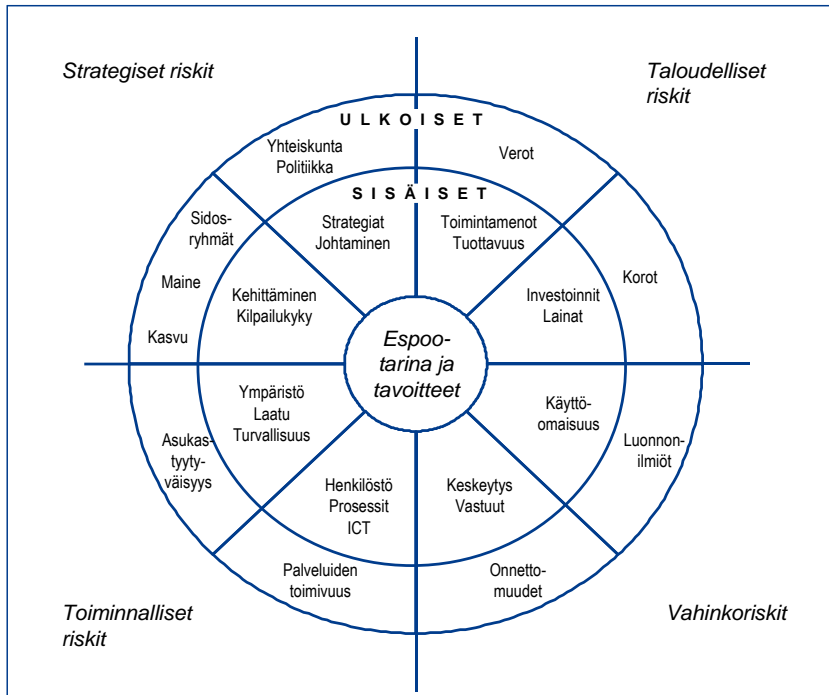 Strategiset riskit
Taloudelliset
riskit
ULKOISET
Yhteiskunta
Politiikka
Verot
SISÄISET
Sidos-
ryhmät
Strategiat
Johtaminen
Toimintamenot
Tuottavuus
Maine
Kehittäminen
Kilpailukyky
Investoinnit
Lainat
Korot
Kasvu
Espoo-
tarina ja
tavoitteet
Ympäristö
Laatu
Turvallisuus
Käyttö-
omaisuus
Asukas-
tyyty-
väisyys
Luonnon-
ilmiöt
Henkilöstö
Prosessit
ICT
Keskeytys
Vastuut
Palveluiden
toimivuus
Onnetto-
muudet
Toiminnalliset
riskit
Vahinkoriskit